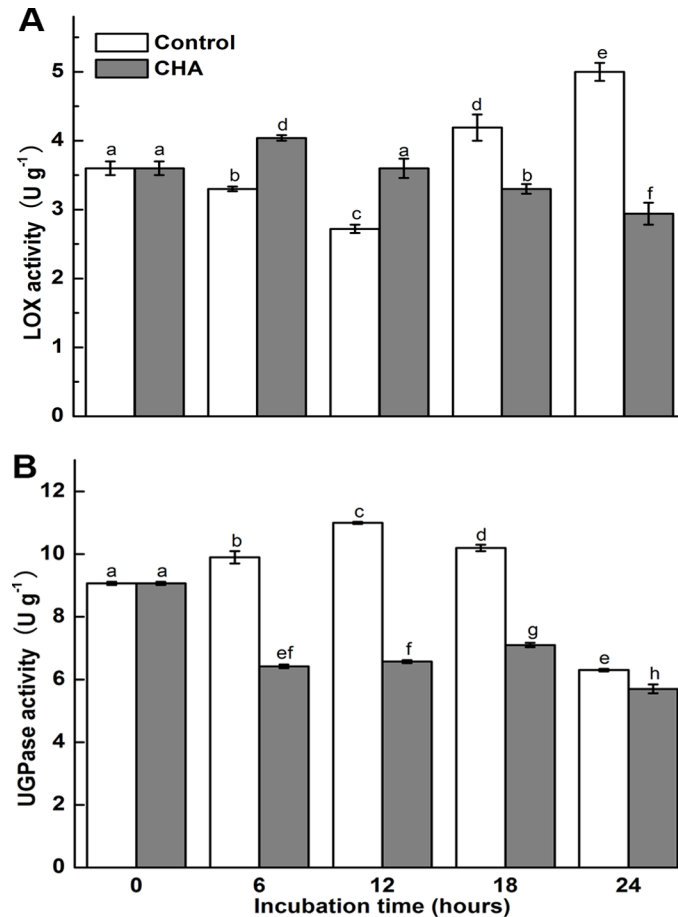 A
Control
CHA
LOX activity (U g⁻¹)
5
4
3
2
1
0
a
a
b
d
c
a
d
b
e
f
B
UGPase activity (U g⁻¹)
12
10
8
6
4
2
0
a
a
b
ef
c
f
d
g
e
h
0 6 12 18 24
Incubation time (hours)